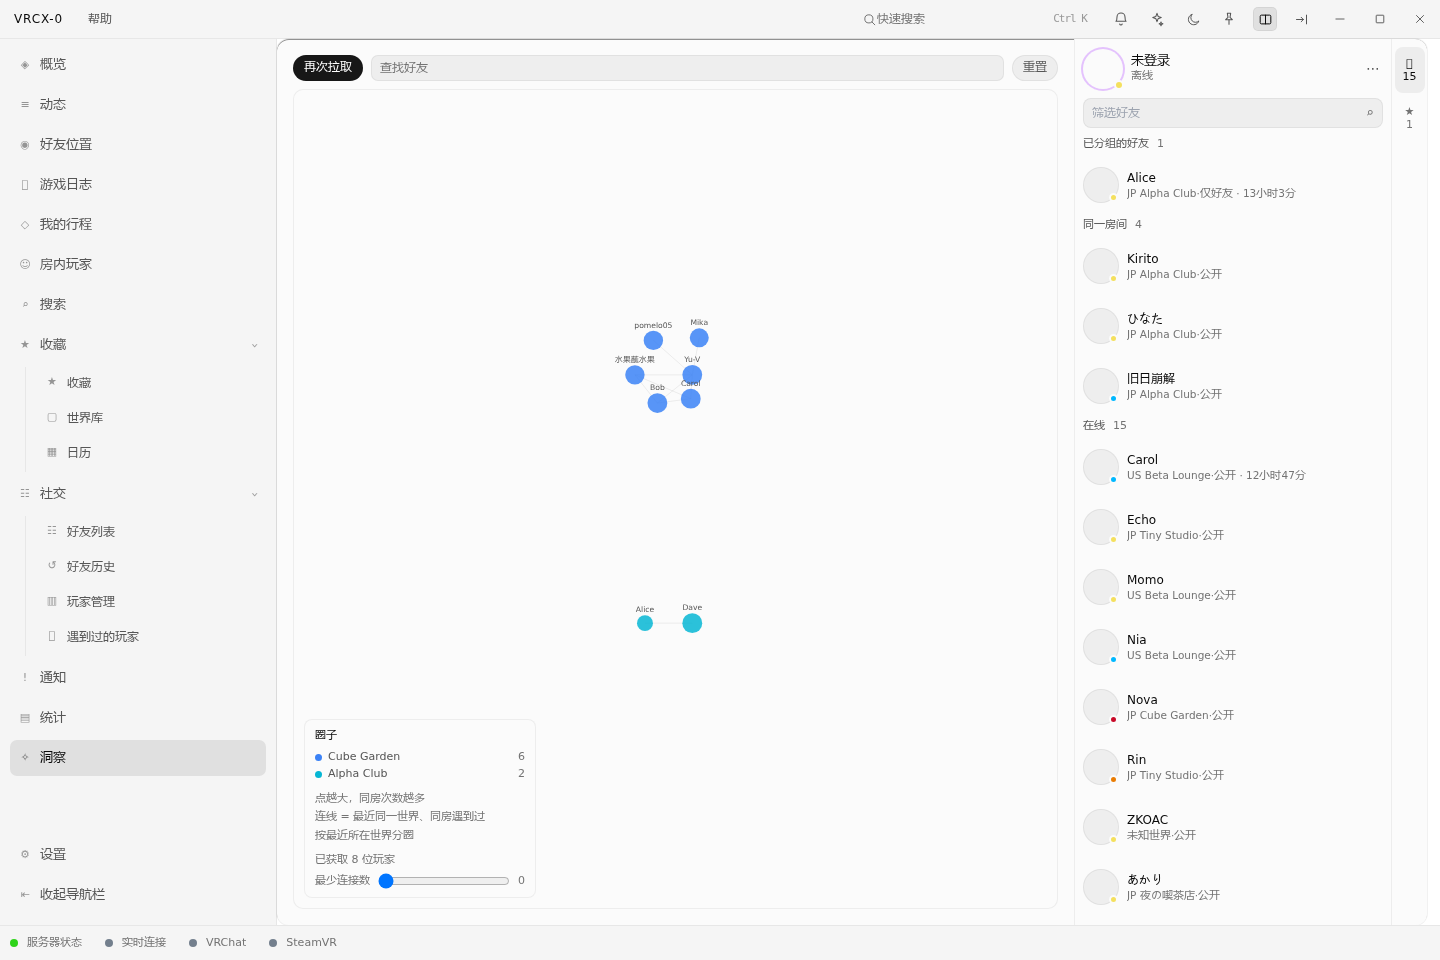 VRCX-0
帮助
快速搜索
Ctrl K
概览
动态
好友位置
游戏日志
我的行程
房内玩家
搜索
收藏
收藏
世界库
日历
社交
好友列表
好友历史
玩家管理
遇到过的玩家
通知
统计
洞察
设置
收起导航栏
再次拉取
查找好友
重置
pomelo05
Mika
水果蘸水果
Yu-V
Bob
Carol
Alice
Dave
圈子
Cube Garden 6
Alpha Club 2
点越大，同房次数越多
连线 = 最近同一世界、同房遇到过
按最近所在世界分圈
已获取 8 位玩家
最少连接数 0
未登录
离线
筛选好友
已分组的好友 1
Alice
JP Alpha Club·仅好友 · 13小时3分
同一房间 4
Kirito
JP Alpha Club·公开
ひなた
JP Alpha Club·公开
旧日崩解
JP Alpha Club·公开
在线 15
Carol
US Beta Lounge·公开 · 12小时47分
Echo
JP Tiny Studio·公开
Momo
US Beta Lounge·公开
Nia
US Beta Lounge·公开
Nova
JP Cube Garden·公开
Rin
JP Tiny Studio·公开
ZKOAC
未知世界·公开
あかり
JP 夜の喫茶店·公开
15
1
服务器状态
实时连接
VRChat
SteamVR